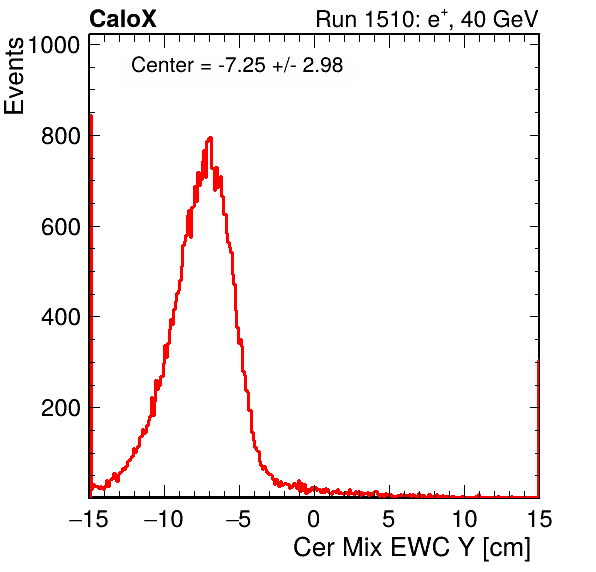 CaloX Run 1510: e⁺, 40 GeV
Events
Center = -7.25 +/- 2.98
1000
800
600
400
200
−15 −10 −5 0 5 10 15
Cer Mix EWC Y [cm]